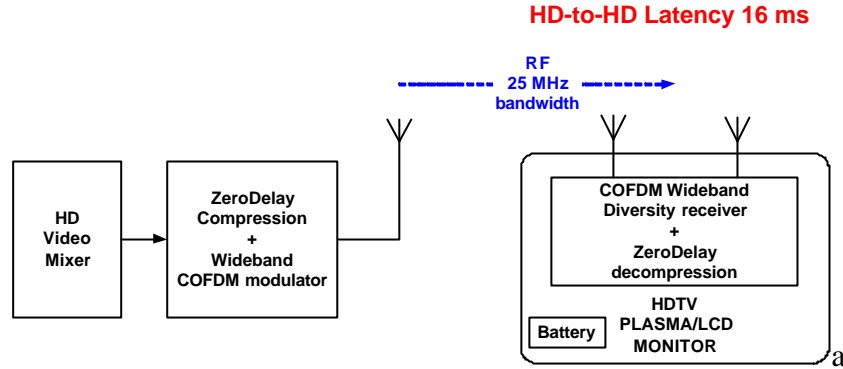 HD-to-HD Latency 16 ms
RF
25 MHz
bandwidth
HD
Video
Mixer
ZeroDelay
Compression
+
Wideband
COFDM modulator
COFDM Wideband
Diversity receiver
+
ZeroDelay
decompression
HDTV
PLASMA/LCD
MONITOR
Battery
a